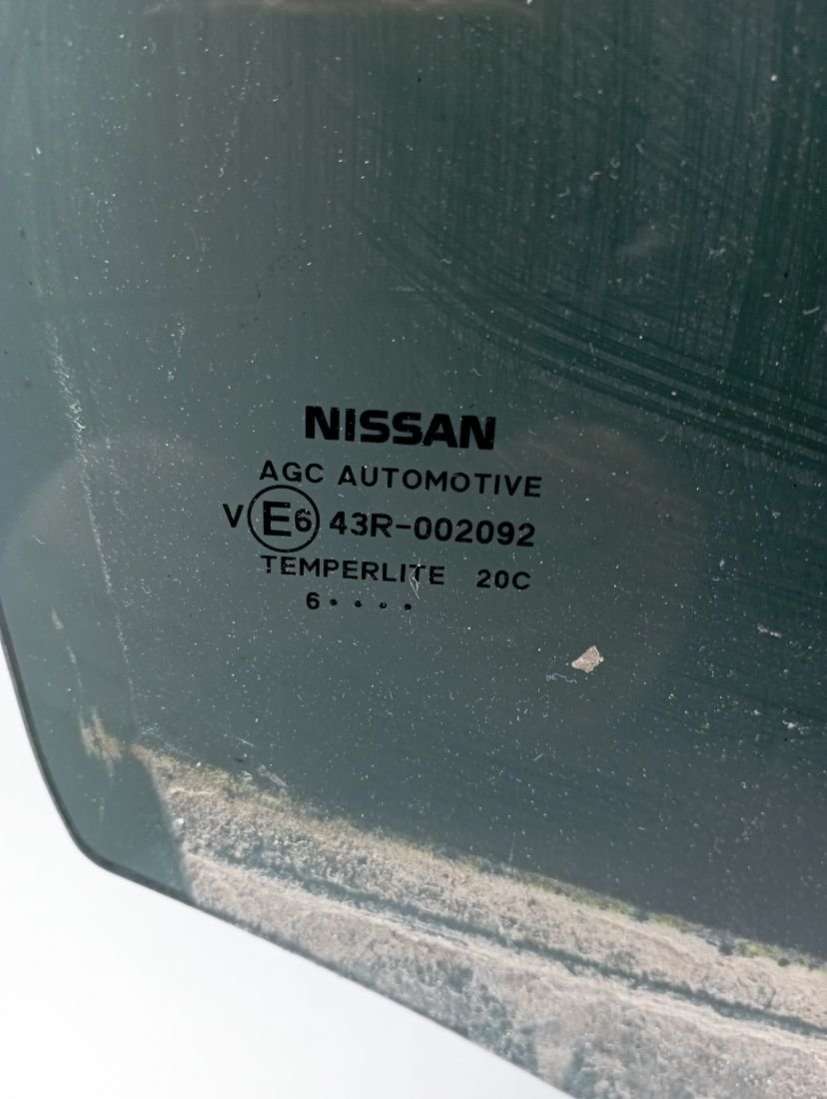 NISSAN
AGC AUTOMOTIVE
V E6 43R-002092
TEMPERLITE 20C
6····